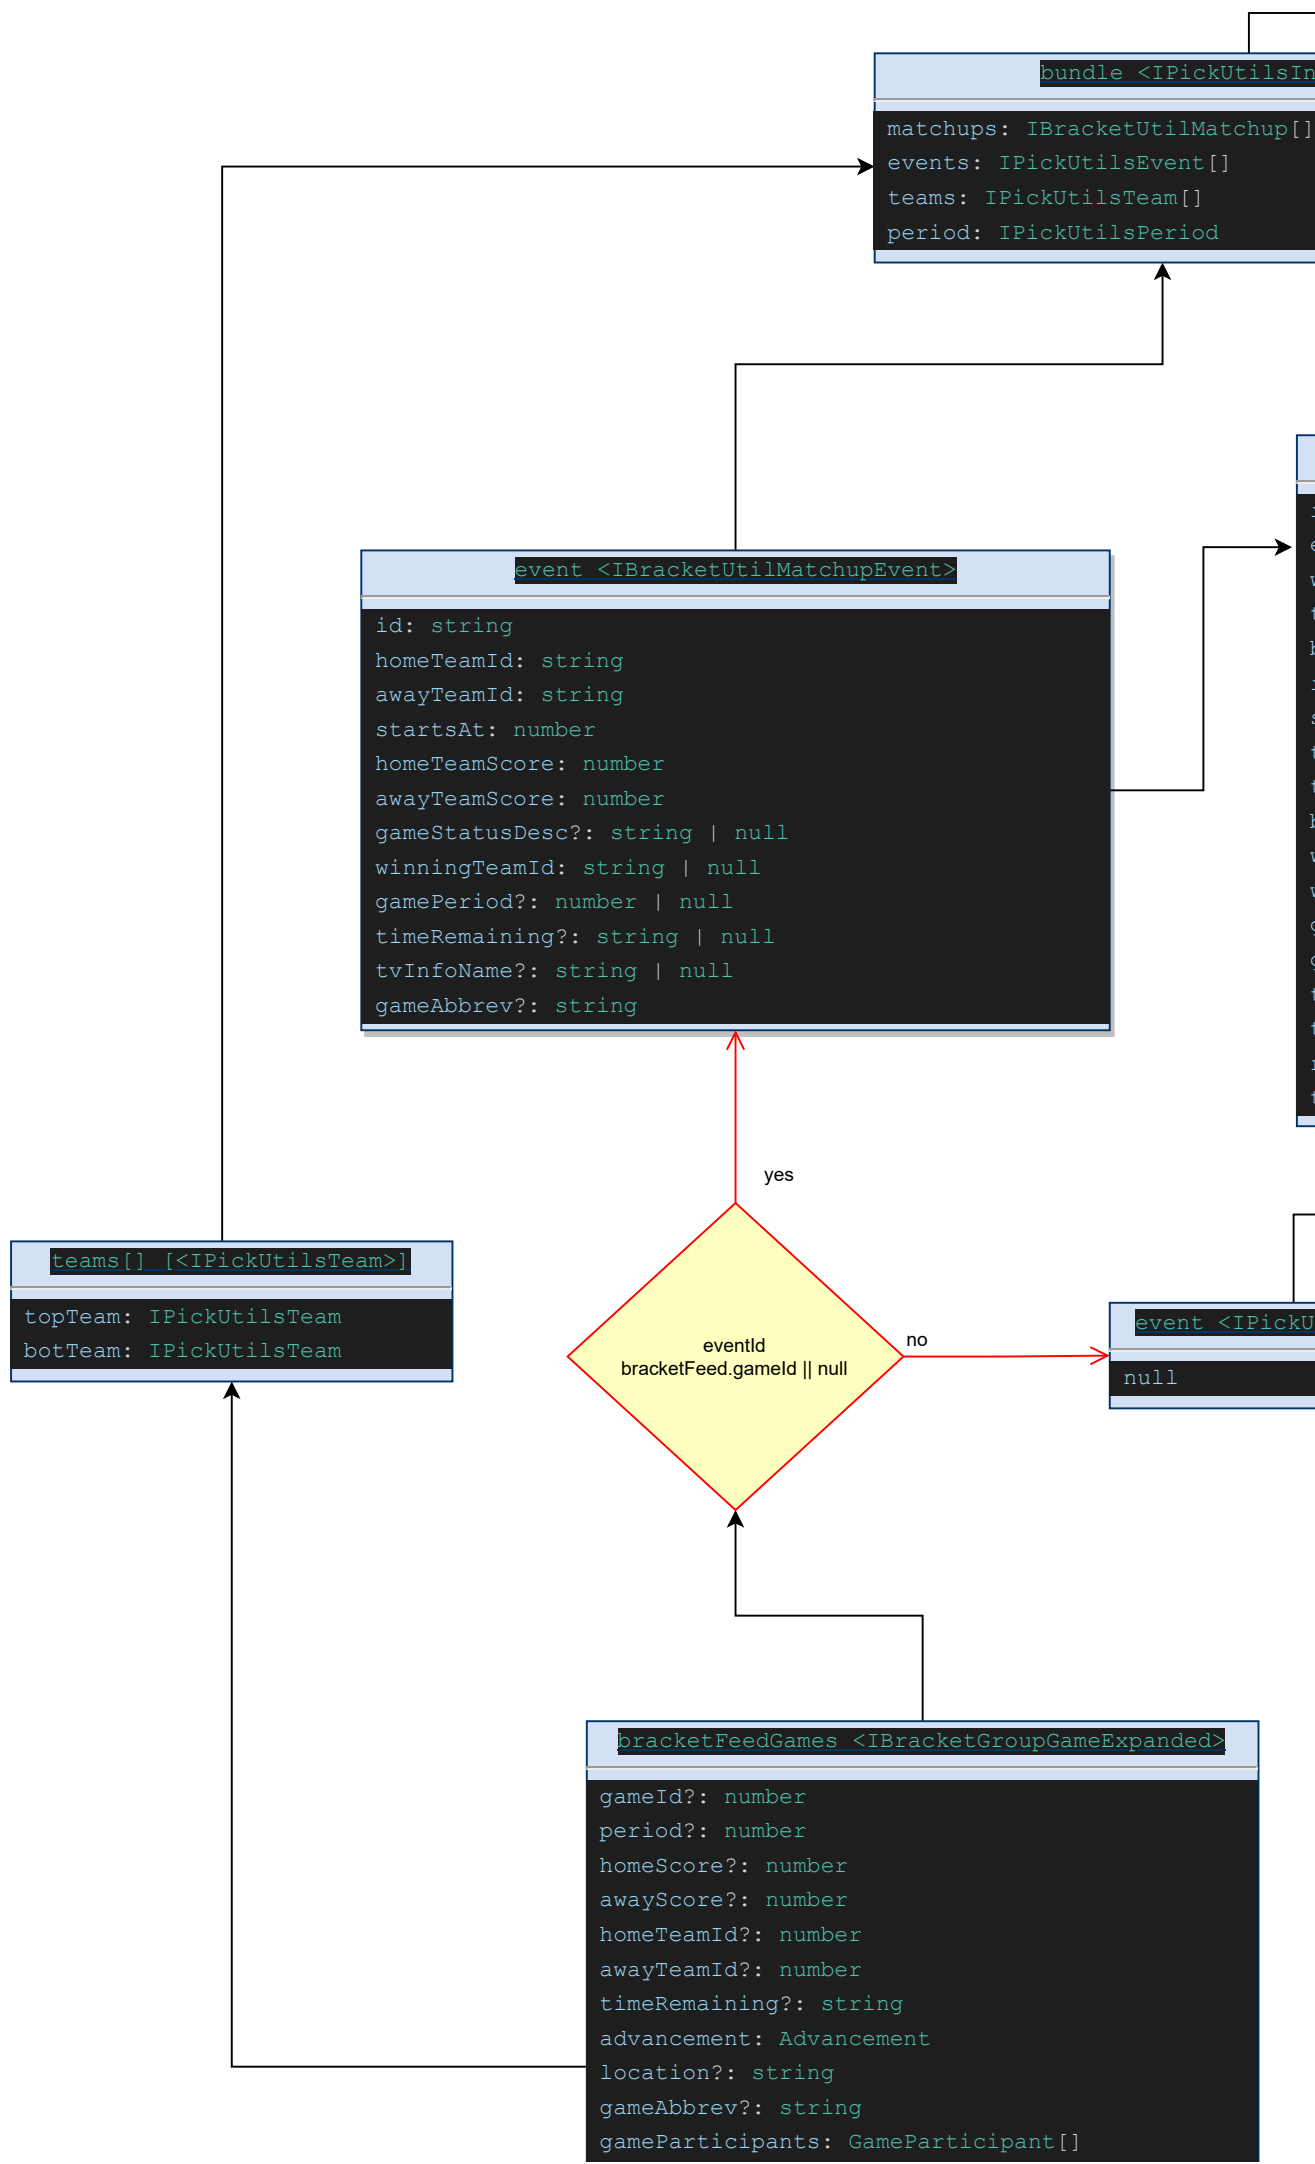 bundle <IPickUtilsIn
matchups: IBracketUtilMatchup[]
events: IPickUtilsEvent[]
teams: IPickUtilsTeam[]
period: IPickUtilsPeriod
event <IBracketUtilMatchupEvent>
id: string
homeTeamId: string
awayTeamId: string
startsAt: number
homeTeamScore: number
awayTeamScore: number
gameStatusDesc?: string | null
winningTeamId: string | null
gamePeriod?: number | null
timeRemaining?: string | null
tvInfoName?: string | null
gameAbbrev?: string
yes
teams[] [<IPickUtilsTeam>]
topTeam: IPickUtilsTeam
botTeam: IPickUtilsTeam
eventId
bracketFeed.gameId || null
no
event <IPickU
null
bracketFeedGames <IBracketGroupGameExpanded>
gameId?: number
period?: number
homeScore?: number
awayScore?: number
homeTeamId?: number
awayTeamId?: number
timeRemaining?: string
advancement: Advancement
location?: string
gameAbbrev?: string
gameParticipants: GameParticipant[]